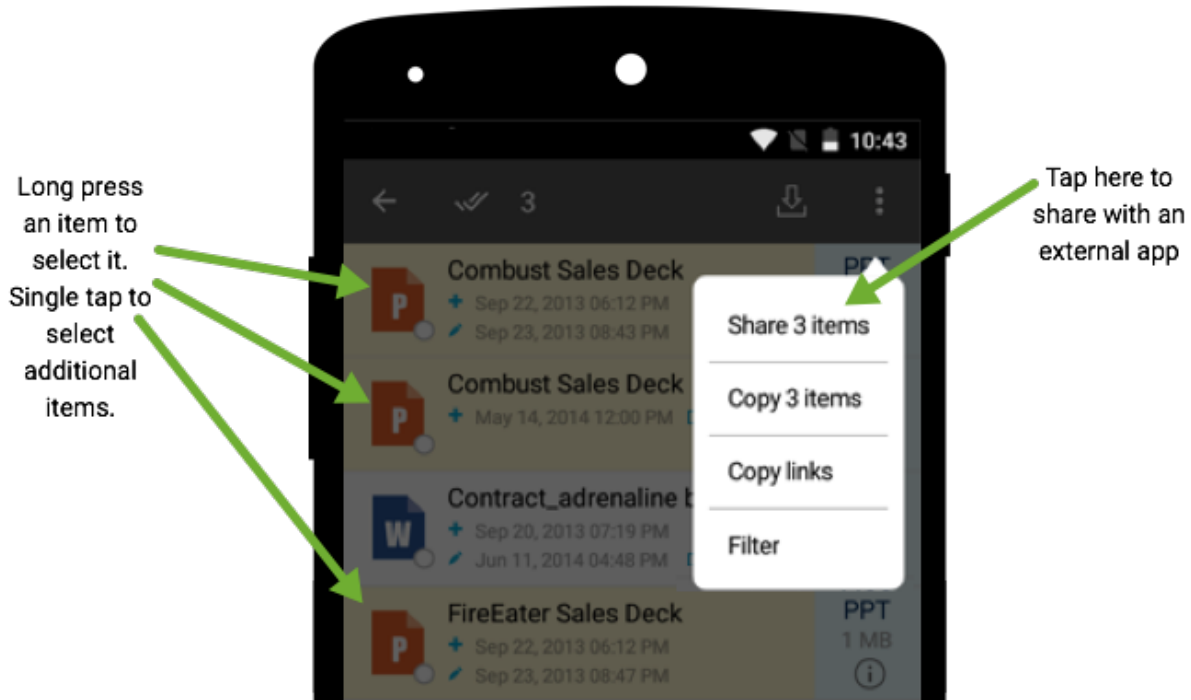 10:43
3
Long press
an item to
select it.
Single tap to
select
additional
items.
Tap here to
share with an
external app
Combust Sales Deck
Sep 22, 2013 06:12 PM
Sep 23, 2013 08:43 PM
PPT
Share 3 items
Copy 3 items
Copy links
Filter
P
Combust Sales Deck
May 14, 2014 12:00 PM
P
Contract_adrenaline
Sep 20, 2013 07:19 PM
Jun 11, 2014 04:48 PM
W
FireEater Sales Deck
Sep 22, 2013 06:12 PM
Sep 23, 2013 08:47 PM
P
PPT
1 MB